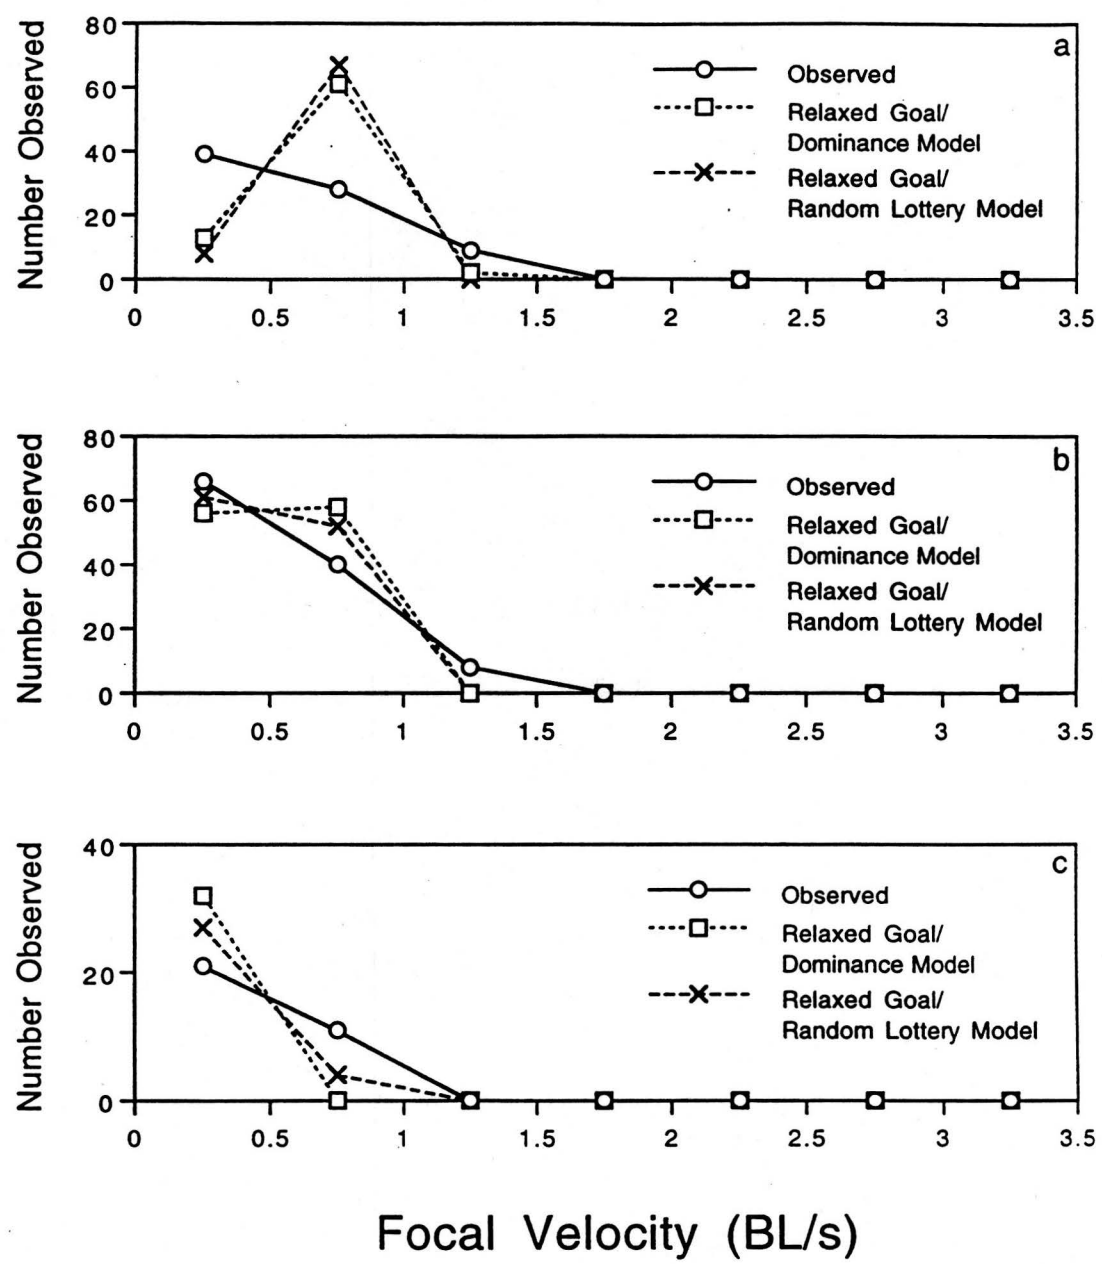 80
60
40
20
0
Number Observed
a
Observed
Relaxed Goal/
Dominance Model
Relaxed Goal/
Random Lottery Model
0 0.5 1 1.5 2 2.5 3 3.5
80
60
40
20
0
Number Observed
b
Observed
Relaxed Goal/
Dominance Model
Relaxed Goal/
Random Lottery Model
0 0.5 1 1.5 2 2.5 3 3.5
40
20
0
Number Observed
c
Observed
Relaxed Goal/
Dominance Model
Relaxed Goal/
Random Lottery Model
0 0.5 1 1.5 2 2.5 3 3.5
Focal Velocity (BL/s)